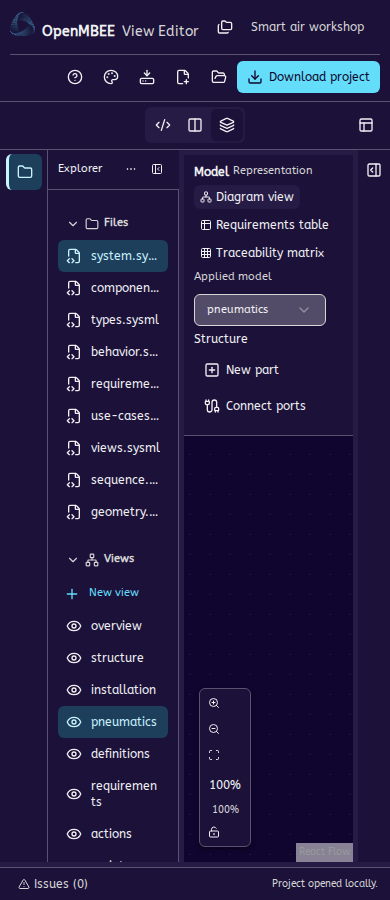 OpenMBEE View Editor
Smart air workshop
Download project
Explorer
Files
system.sy...
componen...
types.sysml
behavior.s...
requireme...
use-cases...
views.sysml
sequence....
geometry....
Views
New view
overview
structure
installation
pneumatics
definitions
requiremen
ts
actions
Model Representation
Diagram view
Requirements table
Traceability matrix
Applied model
pneumatics
Structure
New part
Connect ports
100%
100%
React Flow
Issues (0)
Project opened locally.